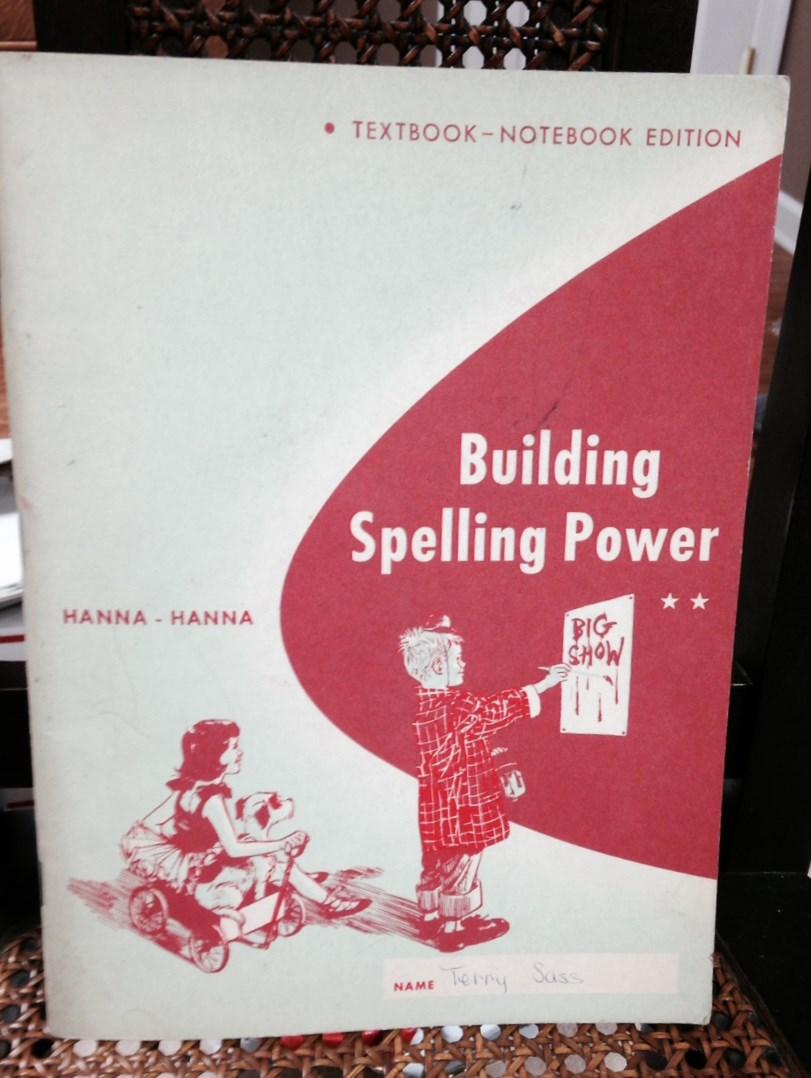 • TEXTBOOK–NOTEBOOK EDITION
Building
Spelling Power
★★
HANNA - HANNA
BIG
SHOW
NAME Terry Sass